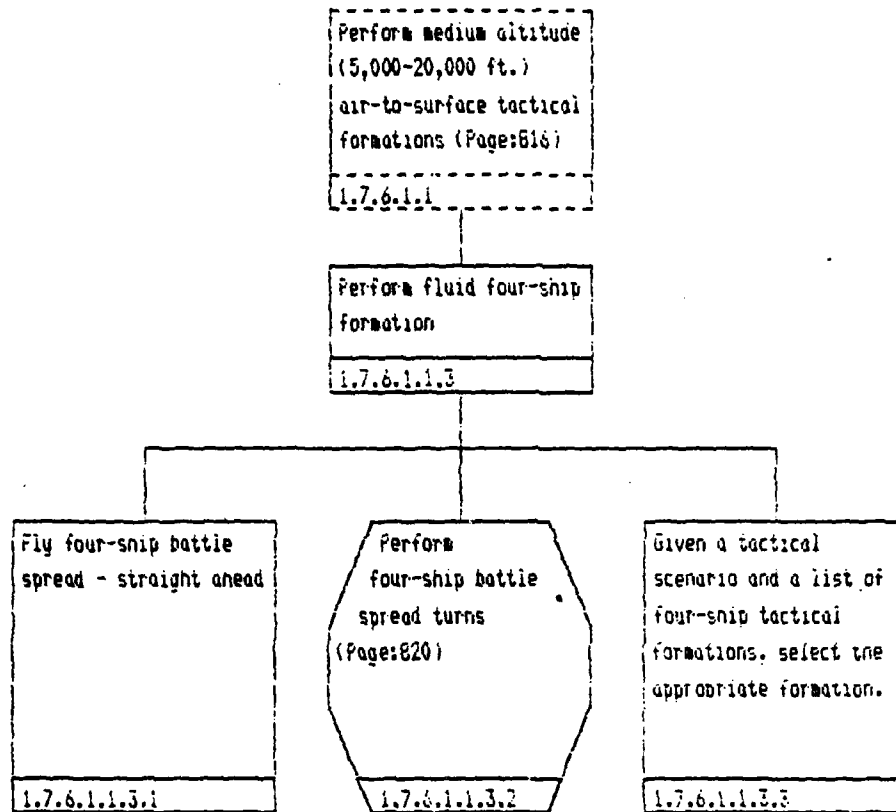 Perform medium altitude
(5,000-20,000 ft.)
air-to-surface tactical
formations (Page:816)
1.7.6.1.1
Perform fluid four-ship
formation
1.7.6.1.1.3
Fly four-ship battle
spread - straight ahead
1.7.6.1.1.3.1
Perform
four-ship battle
spread turns
(Page:820)
1.7.6.1.1.3.2
Given a tactical
scenario and a list of
four-ship tactical
formations, select the
appropriate formation.
1.7.6.1.1.3.3